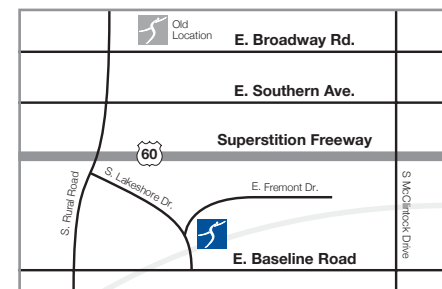 Old
Location
E. Broadway Rd.
E. Southern Ave.
Superstition Freeway
60
S. Lakeshore Dr.
E. Fremont Dr.
S. Rural Road
S McClintock Drive
E. Baseline Road